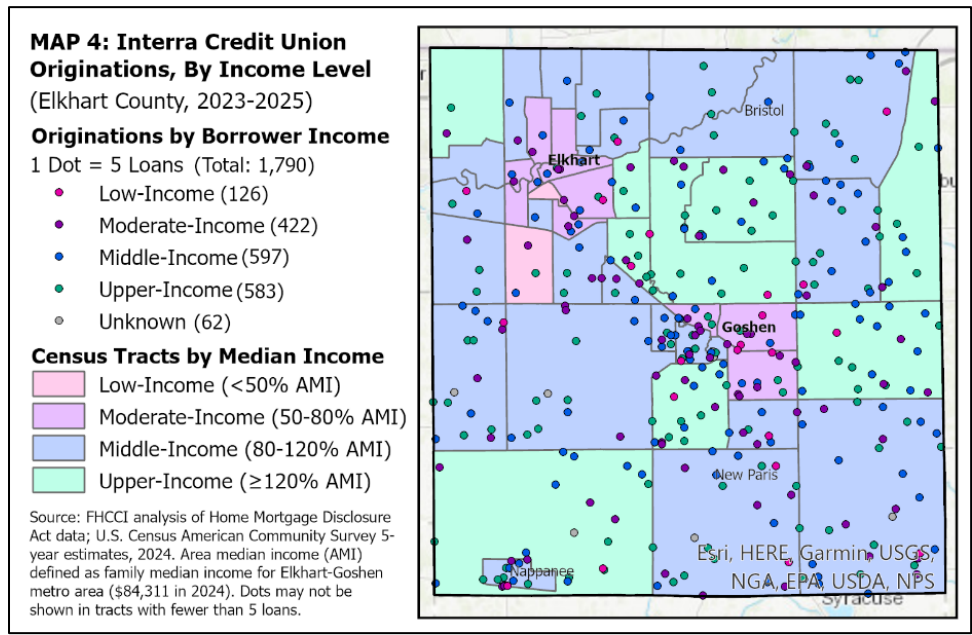 MAP 4: Interra Credit Union
Originations, By Income Level
(Elkhart County, 2023-2025)
Originations by Borrower Income
1 Dot = 5 Loans (Total: 1,790)
Low-Income (126)
Moderate-Income (422)
Middle-Income (597)
Upper-Income (583)
Unknown (62)
Census Tracts by Median Income
Low-Income (<50% AMI)
Moderate-Income (50-80% AMI)
Middle-Income (80-120% AMI)
Upper-Income (≥120% AMI)
Source: FHCCI analysis of Home Mortgage Disclosure
Act data; U.S. Census American Community Survey 5-
year estimates, 2024. Area median income (AMI)
defined as family median income for Elkhart-Goshen
metro area ($84,311 in 2024). Dots may not be
shown in tracts with fewer than 5 loans.
Bristol
Elkhart
Goshen
New Paris
Nappanee
Esri, HERE, Garmin, USGS,
NGA, EPA, USDA, NPS
Syracuse